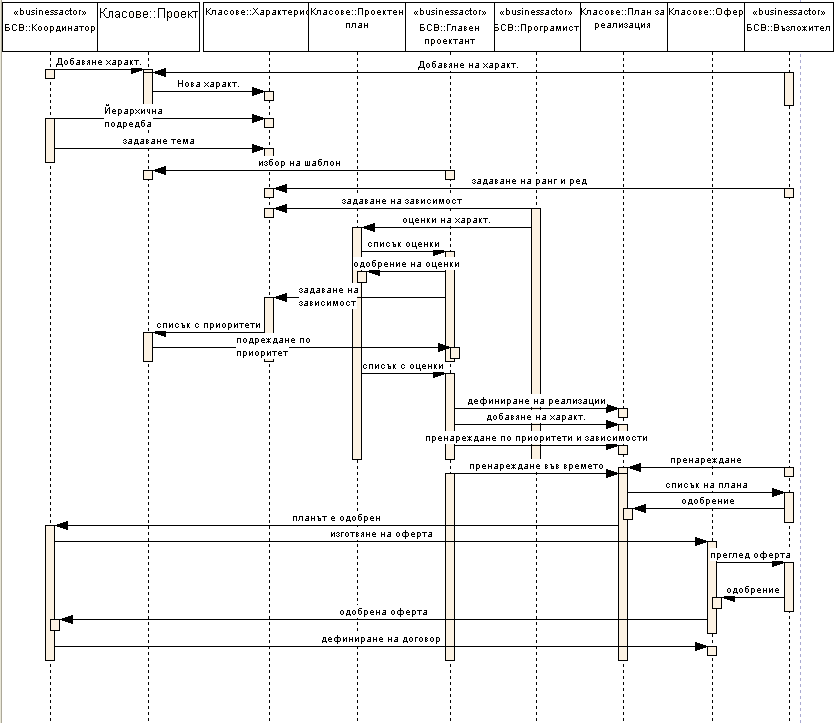 «businessactor»
БСВ::Координатор
Класове::Проект
Класове::Характерис
Класове::Проектен
план
«businessactor»
БСВ::Главен
проектант
«businessactor»
БСВ::Програмист
Класове::План за
реализация
Класове::Офер
«businessactor»
БСВ::Възложител
Добавяне характ.
Добавяне на характ.
Нова характ.
Йерархична
подредба
задаване тема
избор на шаблон
задаване на ранг и ред
задаване на зависимост
оценки на характ.
списък оценки
одобрение на оценки
задаване на
зависимост
списък с приоритети
подреждане по
приоритет
списък с оценки
дефиниране на реализации
добавяне на характ.
пренареждане по приоритети и зависимости
пренареждане във времето
пренареждане
списък на плана
одобрение
планът е одобрен
изготвяне на оферта
преглед оферта
одобрение
одобрена оферта
дефиниране на договор